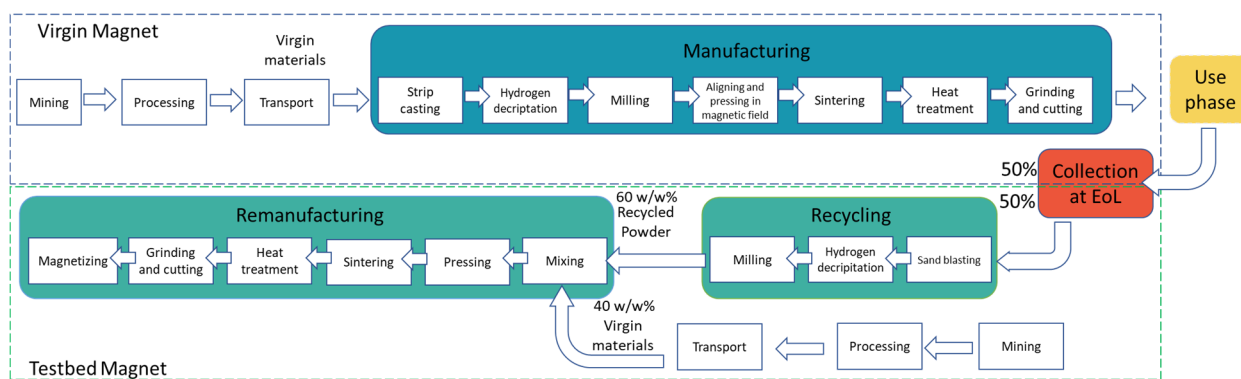 Virgin Magnet
Virgin
materials
Manufacturing
Mining
Processing
Transport
Strip
casting
Hydrogen
decriptation
Milling
Aligning and
pressing in
magnetic field
Sintering
Heat
treatment
Grinding
and cutting
Use
phase
50%
50%
Collection
at EoL
Remanufacturing
60 w/w%
Recycled
Powder
Recycling
Magnetizing
Grinding
and cutting
Heat
treatment
Sintering
Pressing
Mixing
Milling
Hydrogen
decripitation
Sand blasting
40 w/w%
Virgin
materials
Transport
Processing
Mining
Testbed Magnet